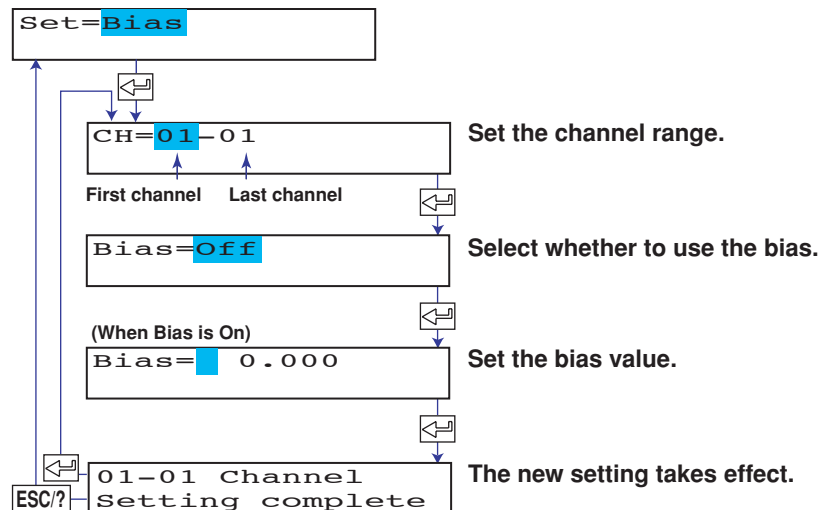 Set=Bias
CH=01-01
Set the channel range.
First channel Last channel
Bias=Off
Select whether to use the bias.
(When Bias is On)
Bias= 0.000
Set the bias value.
01-01 Channel
Setting complete
The new setting takes effect.
ESC/?